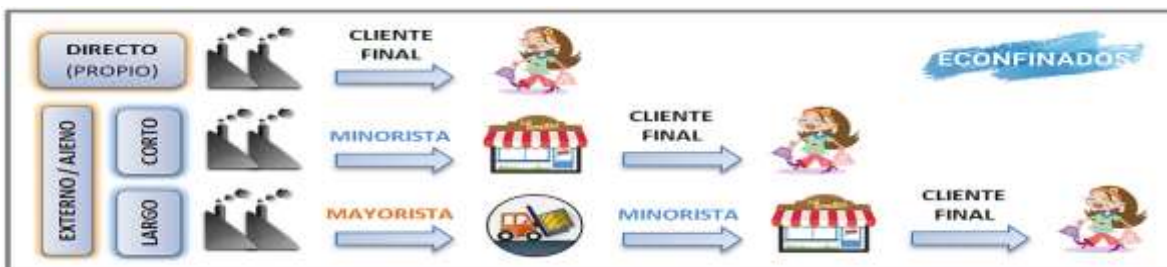 DIRECTO
(PROPIO)
CLIENTE
FINAL
ECONFINADOS
EXTERNO/AJENO
CORTO
MINORISTA
CLIENTE
FINAL
LARGO
MAYORISTA
MINORISTA
CLIENTE
FINAL